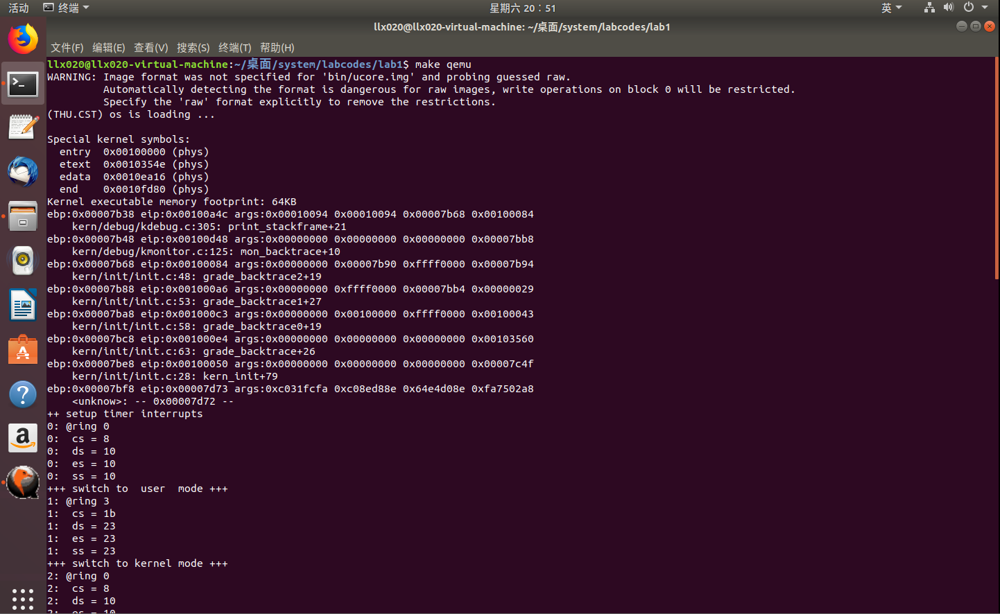 活动 终端 星期六 20：51 英
llx020@llx020-virtual-machine: ~/桌面/system/labcodes/lab1
文件(F) 编辑(E) 查看(V) 搜索(S) 终端(T) 帮助(H)
llx020@llx020-virtual-machine:~/桌面/system/labcodes/lab1$ make qemu
WARNING: Image format was not specified for 'bin/ucore.img' and probing guessed raw.
         Automatically detecting the format is dangerous for raw images, write operations on block 0 will be restricted.
         Specify the 'raw' format explicitly to remove the restrictions.
(THU.CST) os is loading ...
Special kernel symbols:
  entry  0x00100000 (phys)
  etext  0x0010354e (phys)
  edata  0x0010ea16 (phys)
  end    0x0010fd80 (phys)
Kernel executable memory footprint: 64KB
ebp:0x00007b38 eip:0x00100a4c args:0x00010094 0x00010094 0x00007b68 0x00100084
    kern/debug/kdebug.c:305: print_stackframe+21
ebp:0x00007b48 eip:0x00100d48 args:0x00000000 0x00000000 0x00000000 0x00007bb8
    kern/debug/kmonitor.c:125: mon_backtrace+10
ebp:0x00007b68 eip:0x00100084 args:0x00000000 0x00007b90 0xffff0000 0x00007b94
    kern/init/init.c:48: grade_backtrace2+19
ebp:0x00007b88 eip:0x001000a6 args:0x00000000 0xffff0000 0x00007bb4 0x00000029
    kern/init/init.c:53: grade_backtrace1+27
ebp:0x00007ba8 eip:0x001000c3 args:0x00000000 0x00100000 0xffff0000 0x00100043
    kern/init/init.c:58: grade_backtrace0+19
ebp:0x00007bc8 eip:0x001000e4 args:0x00000000 0x00000000 0x00000000 0x00103560
    kern/init/init.c:63: grade_backtrace+26
ebp:0x00007be8 eip:0x00100050 args:0x00000000 0x00000000 0x00000000 0x00007c4f
    kern/init/init.c:28: kern_init+79
ebp:0x00007bf8 eip:0x00007d73 args:0xc031fcfa 0xc08ed88e 0x64e4d08e 0xfa7502a8
    <unknow>: -- 0x00007d72 --
++ setup timer interrupts
0: @ring 0
0:  cs = 8
0:  ds = 10
0:  es = 10
0:  ss = 10
+++ switch to  user  mode +++
1: @ring 3
1:  cs = 1b
1:  ds = 23
1:  es = 23
1:  ss = 23
+++ switch to kernel mode +++
2: @ring 0
2:  cs = 8
2:  ds = 10
2:  es = 10